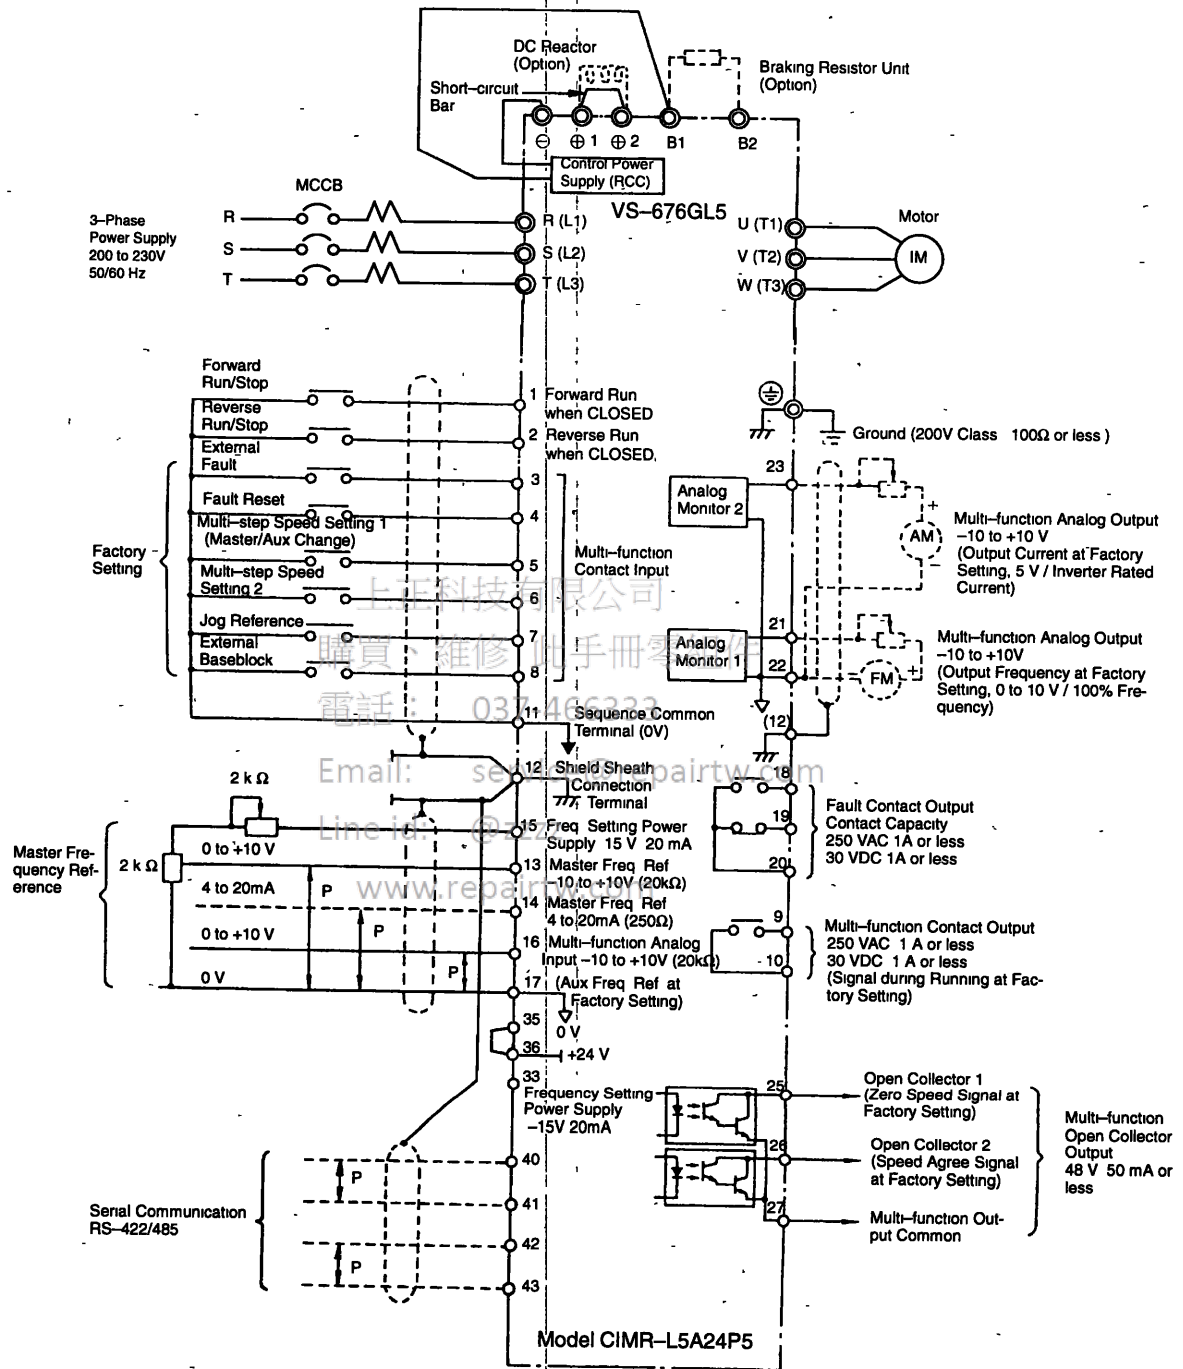 DC Reactor
(Option)
Short-circuit
Bar
Braking Resistor Unit
(Option)
⊖ ⊕ 1 ⊕ 2 B1 B2
Control Power
Supply (RCC)
VS-676GL5
MCCB
3-Phase
Power Supply
200 to 230V
50/60 Hz
R
S
T
R (L1)
S (L2)
T (L3)
U (T1)
V (T2)
W (T3)
Motor
IM
Forward
Run/Stop
Reverse
Run/Stop
External
Fault
Fault Reset
Multi-step Speed Setting 1
(Master/Aux Change)
Multi-step Speed
Setting 2
Jog Reference
External
Baseblock
Factory
Setting
1 Forward Run
when CLOSED
2 Reverse Run
when CLOSED.
3
4
5
6
7
8
Multi-function
Contact Input
11 Sequence Common
Terminal (0V)
12 Shield Sheath
Connection
Terminal
Ground (200V Class 100Ω or less )
23
Analog
Monitor 2
AM
+
−
Multi-function Analog Output
-10 to +10 V
(Output Current at Factory
Setting, 5 V / Inverter Rated
Current)
21
22
Analog
Monitor 1
FM
+
Multi-function Analog Output
-10 to +10V
(Output Frequency at Factory
Setting, 0 to 10 V / 100% Fre-
quency)
(12)
上正科技有限公司
購買、維修 此手冊零組件
電話： 037-466333
Email: service@repairtw.com
Line id: @zzzz
www.repairtw.com
2 k Ω
Master Fre-
quency Ref-
erence
2 k Ω
0 to +10 V
4 to 20mA
0 to +10 V
0 V
P
P
P
15 Freq Setting Power
Supply 15 V 20 mA
13 Master Freq Ref
-10 to +10V (20kΩ)
14 Master Freq Ref
4 to 20mA (250Ω)
16 Multi-function Analog
Input -10 to +10V (20kΩ)
17 (Aux Freq Ref at
Factory Setting)
0 V
35
36
+24 V
33
Frequency Setting
Power Supply
-15V 20mA
18
19
20
Fault Contact Output
Contact Capacity
250 VAC 1A or less
30 VDC 1A or less
9
10
Multi-function Contact Output
250 VAC 1 A or less
30 VDC 1 A or less
(Signal during Running at Fac-
tory Setting)
25
26
27
Open Collector 1
(Zero Speed Signal at
Factory Setting)
Open Collector 2
(Speed Agree Signal
at Factory Setting)
Multi-function Out-
put Common
Multi-function
Open Collector
Output
48 V 50 mA or
less
Serial Communication
RS-422/485
P
P
40
41
42
43
Model CIMR-L5A24P5